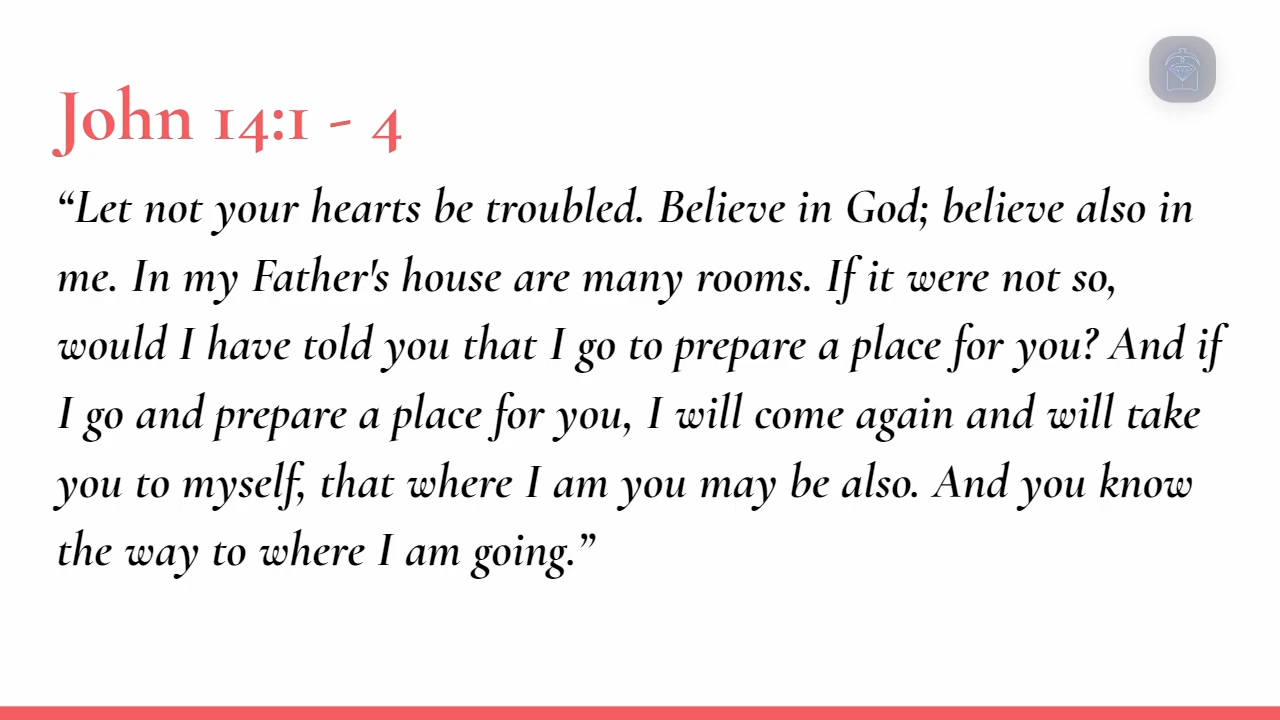 John 14:1 - 4
“Let not your hearts be troubled. Believe in God; believe also in
me. In my Father's house are many rooms. If it were not so,
would I have told you that I go to prepare a place for you? And if
I go and prepare a place for you, I will come again and will take
you to myself, that where I am you may be also. And you know
the way to where I am going.”